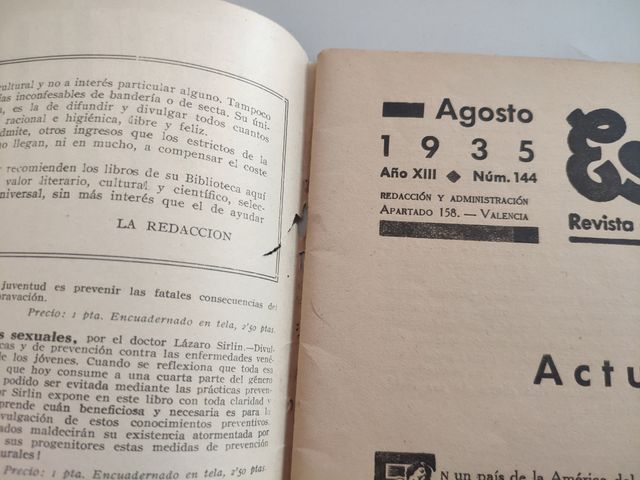 cultural y no a interés particular alguno. Tampoco
inconfesables de bandería o de secta. Su úni-
es la de difundir y divulgar todos cuantos
racional e higiénica, libre y feliz.
admite, otros ingresos que los estrictos de la
no llegan, ni en mucho, a compensar el coste
recomienden los libros de su Biblioteca aquí
valor literario, cultural y científico, selec-
universal, sin más interés que el de ayudar
LA REDACCION
juventud es prevenir las fatales consecuencias de
Precio: 1 pta. Encuadernado en tela, 2'50 ptas.
sexuales, por el doctor Lázaro Sirlin.—Divul-
y de prevención contra las enfermedades vené-
de los jóvenes. Cuando se reflexiona que toda esa
que hoy consume a una cuarta parte del género
podido ser evitada mediante las prácticas preven-
Sirlin expone en este libro con toda claridad y
cuán beneficiosa y necesaria es para la
divulgación de estos conocimientos preventivos.
maldecirán su existencia atormentada por
sus progenitores estas medidas de prevención
Precio: 1 pta. Encuadernado en tela, 2'50 ptas.
Agosto
1935
Año XIII ◆ Núm. 144
REDACCIÓN Y ADMINISTRACIÓN
APARTADO 158. — VALENCIA
Es
Revista
Actu
N un país de la América del